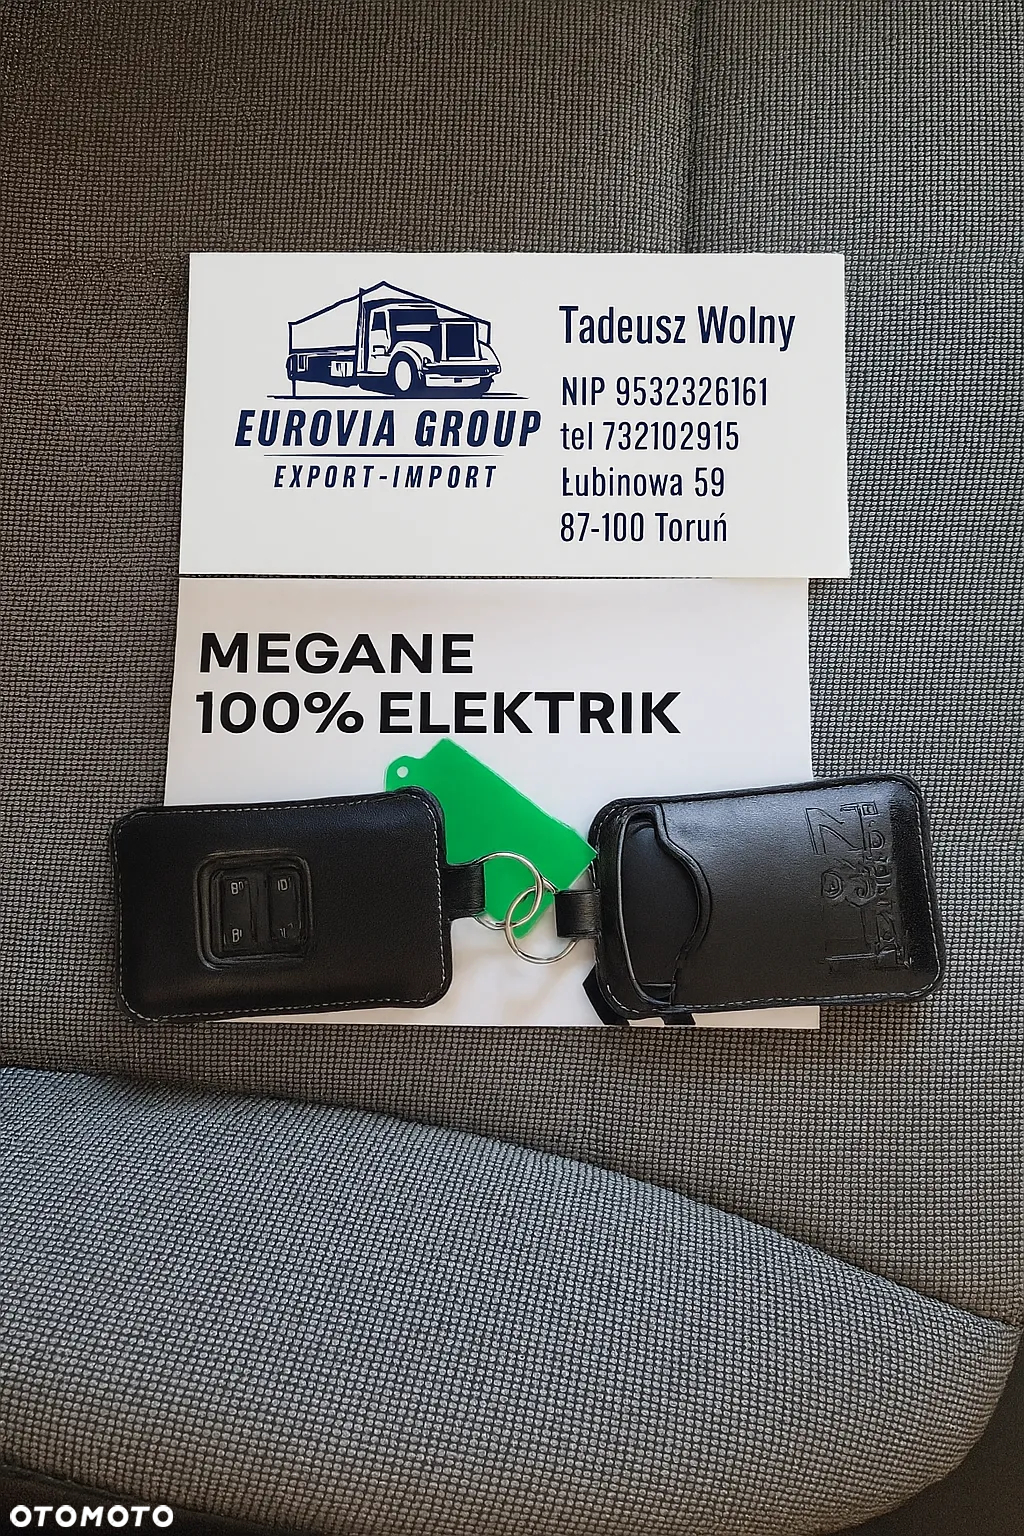 EUROVIA GROUP
EXPORT-IMPORT
Tadeusz Wolny
NIP 9532326161
tel 732102915
Łubinowa 59
87-100 Toruń
MEGANE
100% ELEKTRIK
OTOMOTO